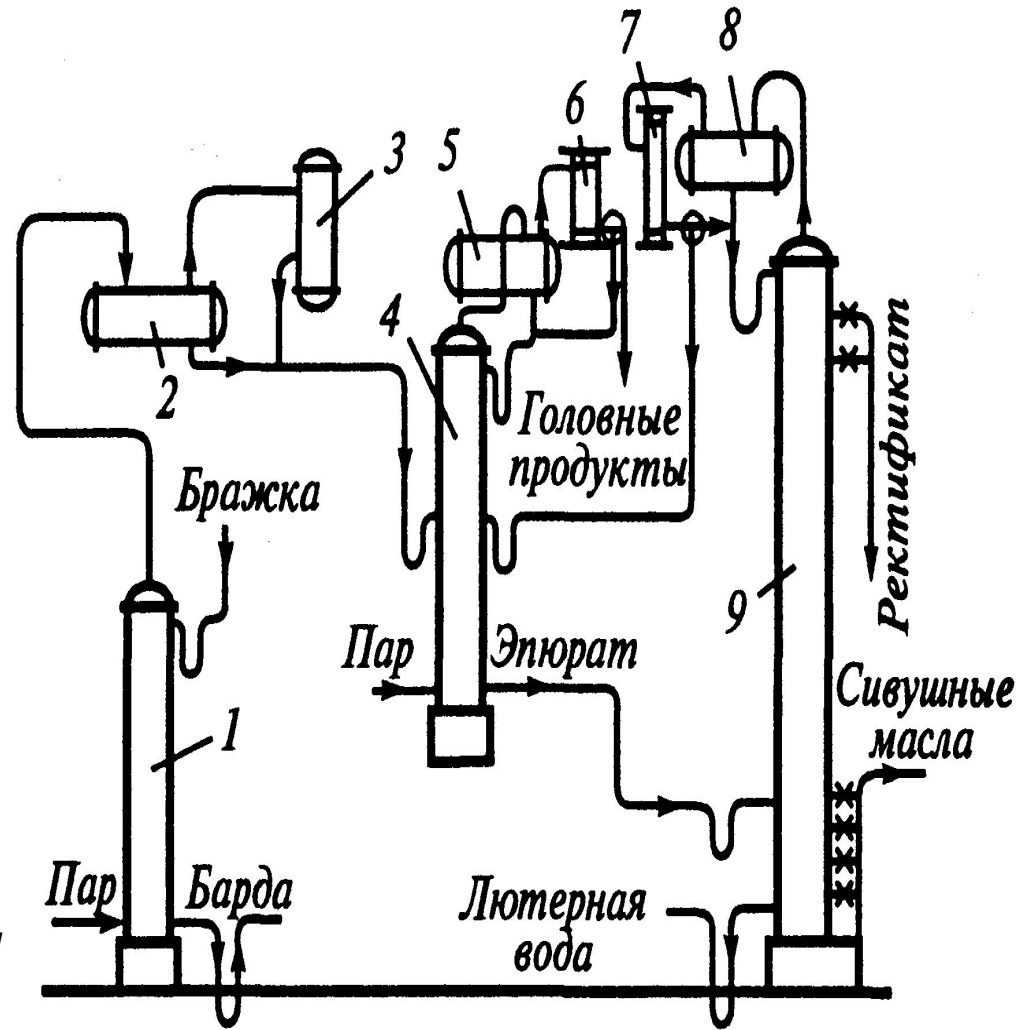 7
8
6
5
3
4
2
Головные
продукты
Ректификат
Бражка
9
Пар
Эпюрат
Сивушные
масла
1
Пар
Барда
Лютерная
вода